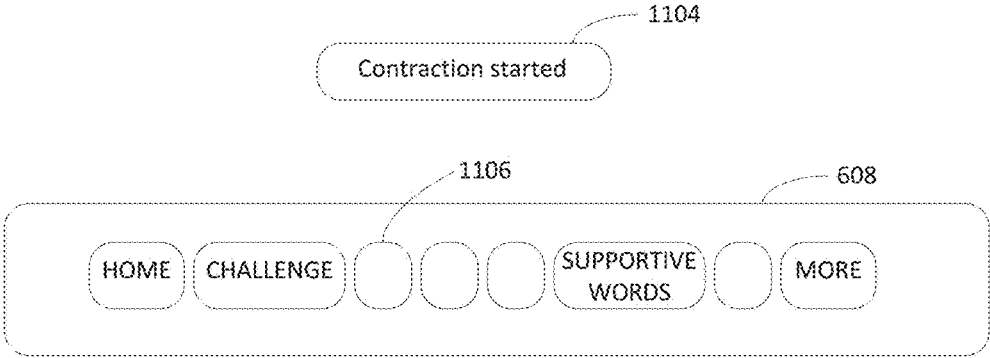 1104
Contraction started
1106
608
HOME
CHALLENGE
SUPPORTIVE
WORDS
MORE